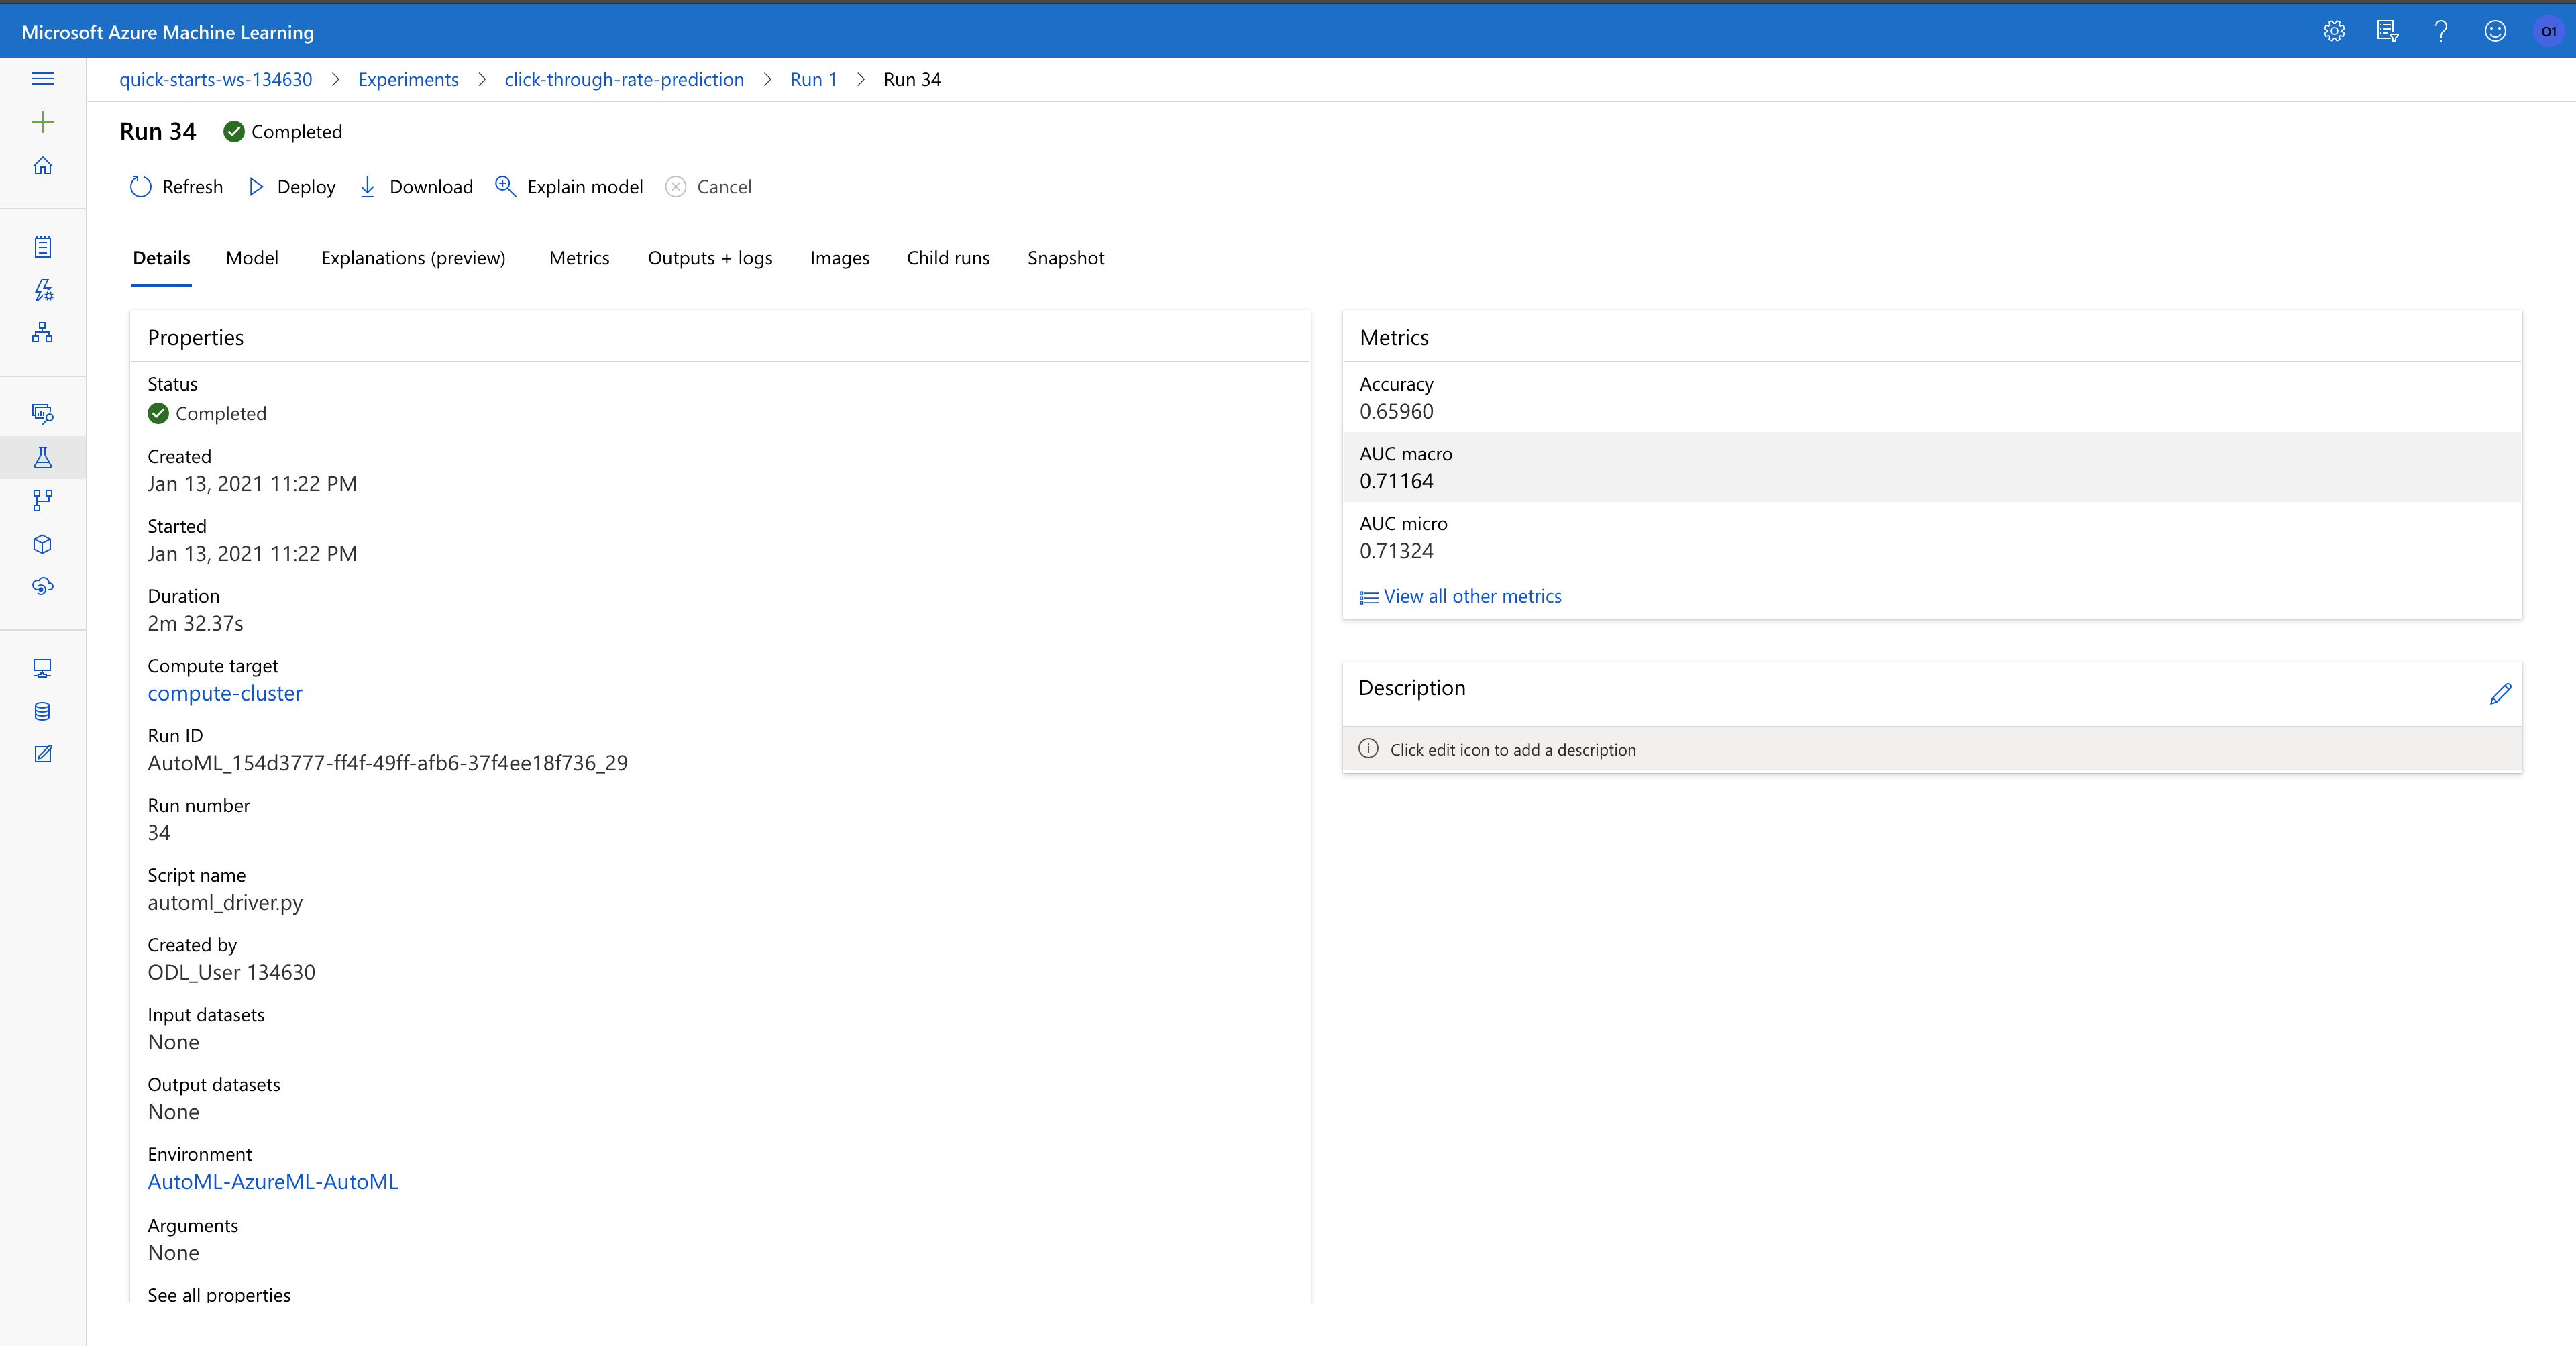 Microsoft Azure Machine Learning
O1
quick-starts-ws-134630 > Experiments > click-through-rate-prediction > Run 1 > Run 34
Run 34 Completed
Refresh Deploy Download Explain model Cancel
Details Model Explanations (preview) Metrics Outputs + logs Images Child runs Snapshot
Properties
Status
Completed
Created
Jan 13, 2021 11:22 PM
Started
Jan 13, 2021 11:22 PM
Duration
2m 32.37s
Compute target
compute-cluster
Run ID
AutoML_154d3777-ff4f-49ff-afb6-37f4ee18f736_29
Run number
34
Script name
automl_driver.py
Created by
ODL_User 134630
Input datasets
None
Output datasets
None
Environment
AutoML-AzureML-AutoML
Arguments
None
See all properties
Metrics
Accuracy
0.65960
AUC macro
0.71164
AUC micro
0.71324
View all other metrics
Description
Click edit icon to add a description